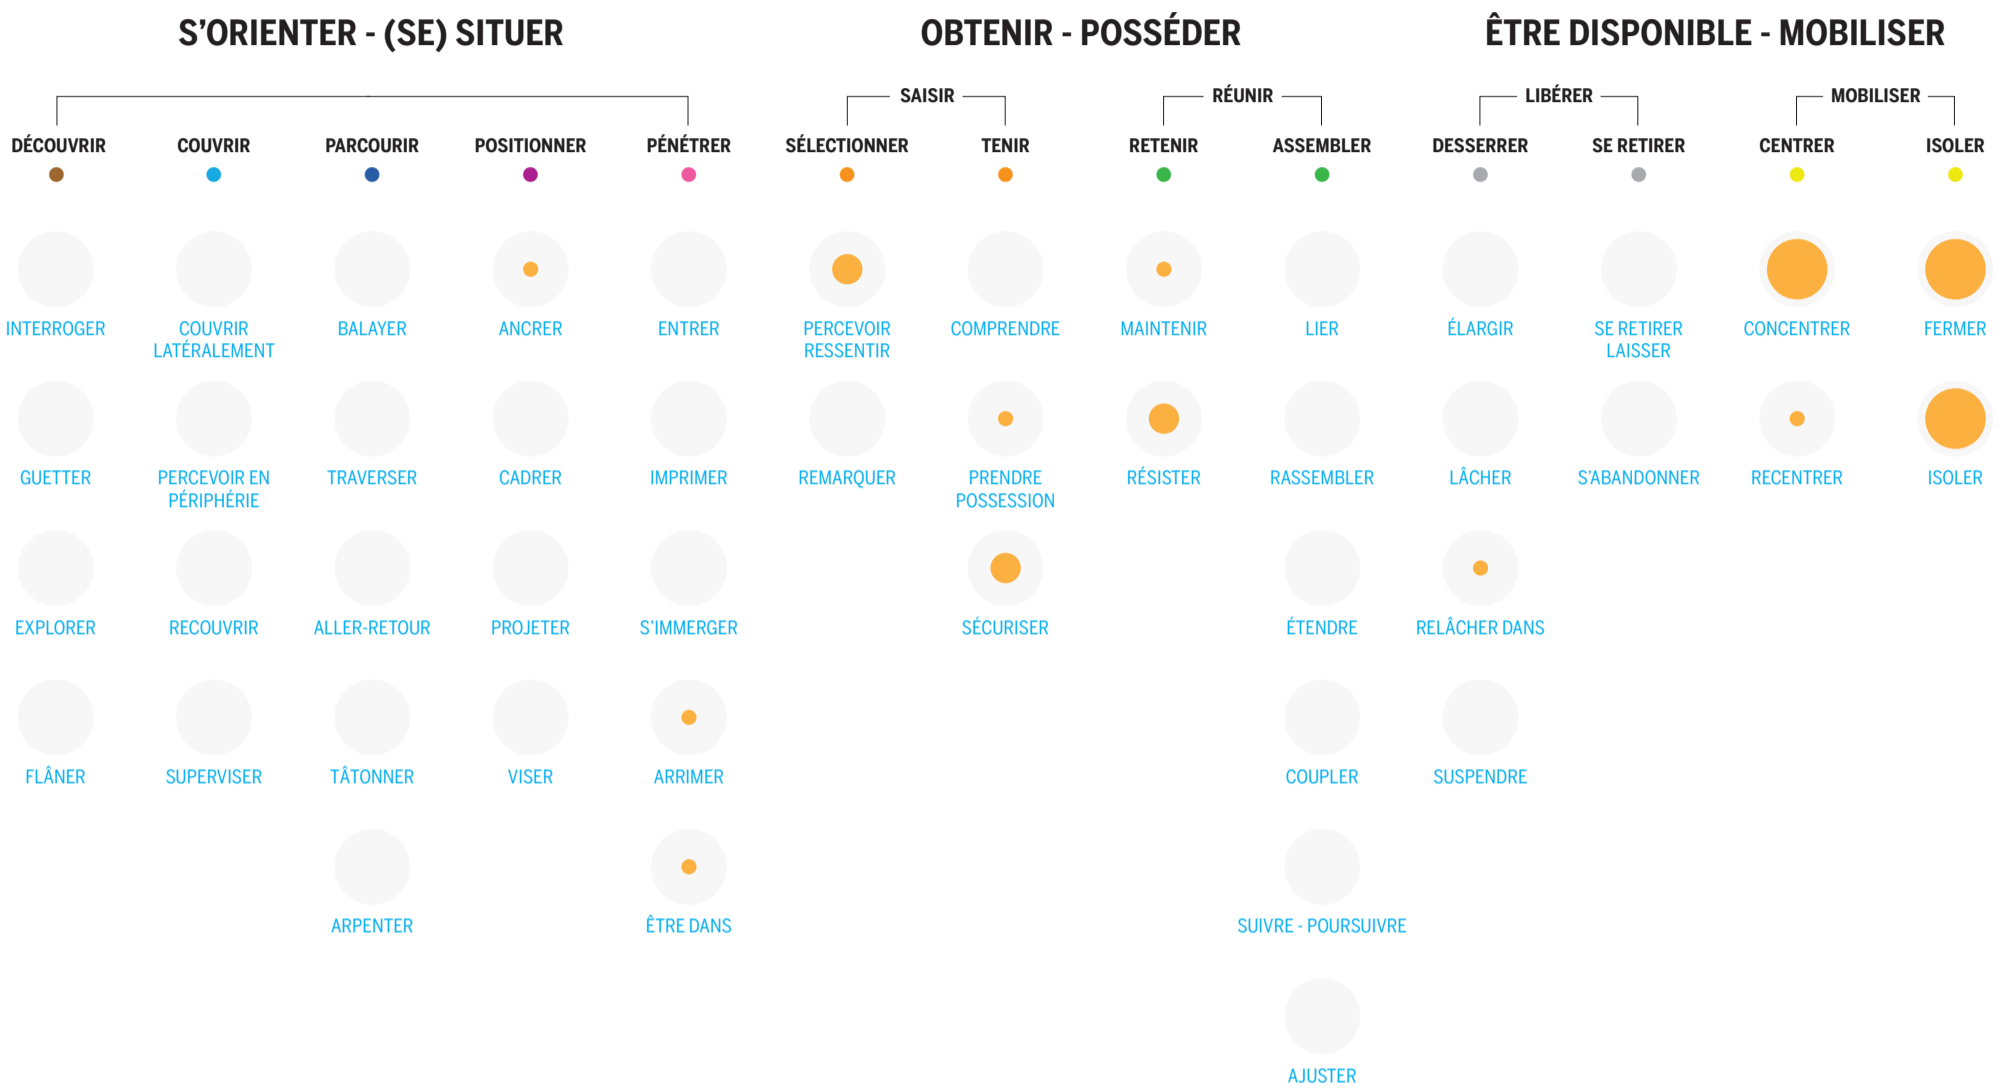 S’ORIENTER - (SE) SITUER
OBTENIR - POSSÉDER
ÊTRE DISPONIBLE - MOBILISER
SAISIR
RÉUNIR
LIBÉRER
MOBILISER
DÉCOUVRIR
COUVRIR
PARCOURIR
POSITIONNER
PÉNÉTRER
SÉLECTIONNER
TENIR
RETENIR
ASSEMBLER
DESSERRER
SE RETIRER
CENTRER
ISOLER
INTERROGER
COUVRIR
LATÉRALEMENT
BALAYER
ANCRER
ENTRER
PERCEVOIR
RESSENTIR
COMPRENDRE
MAINTENIR
LIER
ÉLARGIR
SE RETIRER
LAISSER
CONCENTRER
FERMER
GUETTER
PERCEVOIR EN
PÉRIPHÉRIE
TRAVERSER
CADRER
IMPRIMER
REMARQUER
PRENDRE
POSSESSION
RÉSISTER
RASSEMBLER
LÂCHER
S’ABANDONNER
RECENTRER
ISOLER
EXPLORER
RECOUVRIR
ALLER-RETOUR
PROJETER
S’IMMERGER
SÉCURISER
ÉTENDRE
RELÂCHER DANS
FLÂNER
SUPERVISER
TÂTONNER
VISER
ARRIMER
COUPLER
SUSPENDRE
ARPENTER
ÊTRE DANS
SUIVRE - POURSUIVRE
AJUSTER